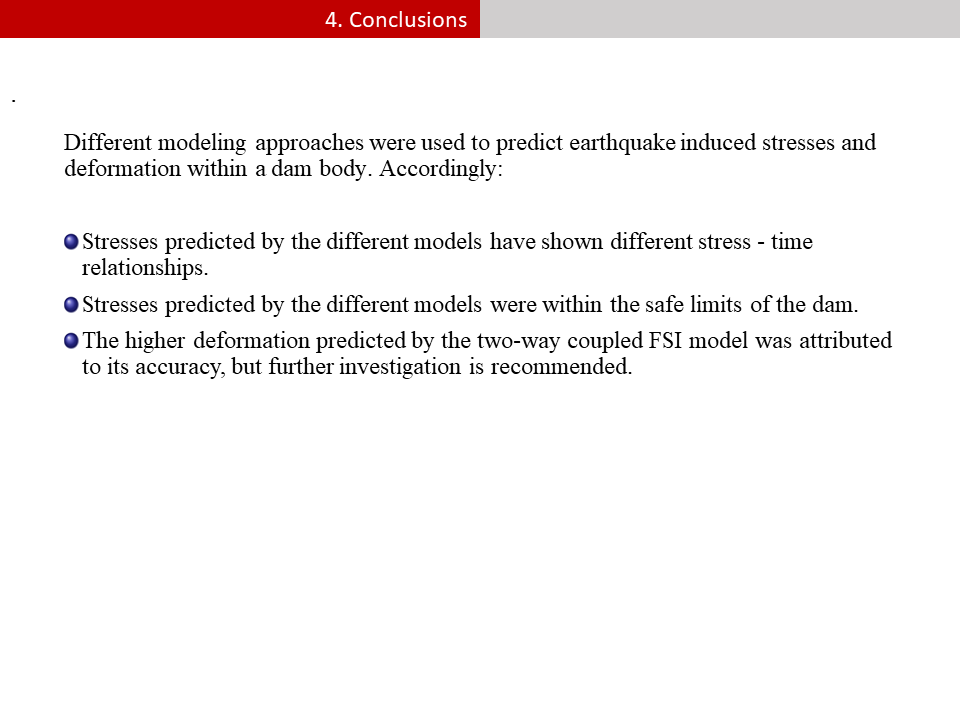 4. Conclusions
.
Different modeling approaches were used to predict earthquake induced stresses and
deformation within a dam body. Accordingly:
Stresses predicted by the different models have shown different stress - time
relationships.
Stresses predicted by the different models were within the safe limits of the dam.
The higher deformation predicted by the two-way coupled FSI model was attributed
to its accuracy, but further investigation is recommended.